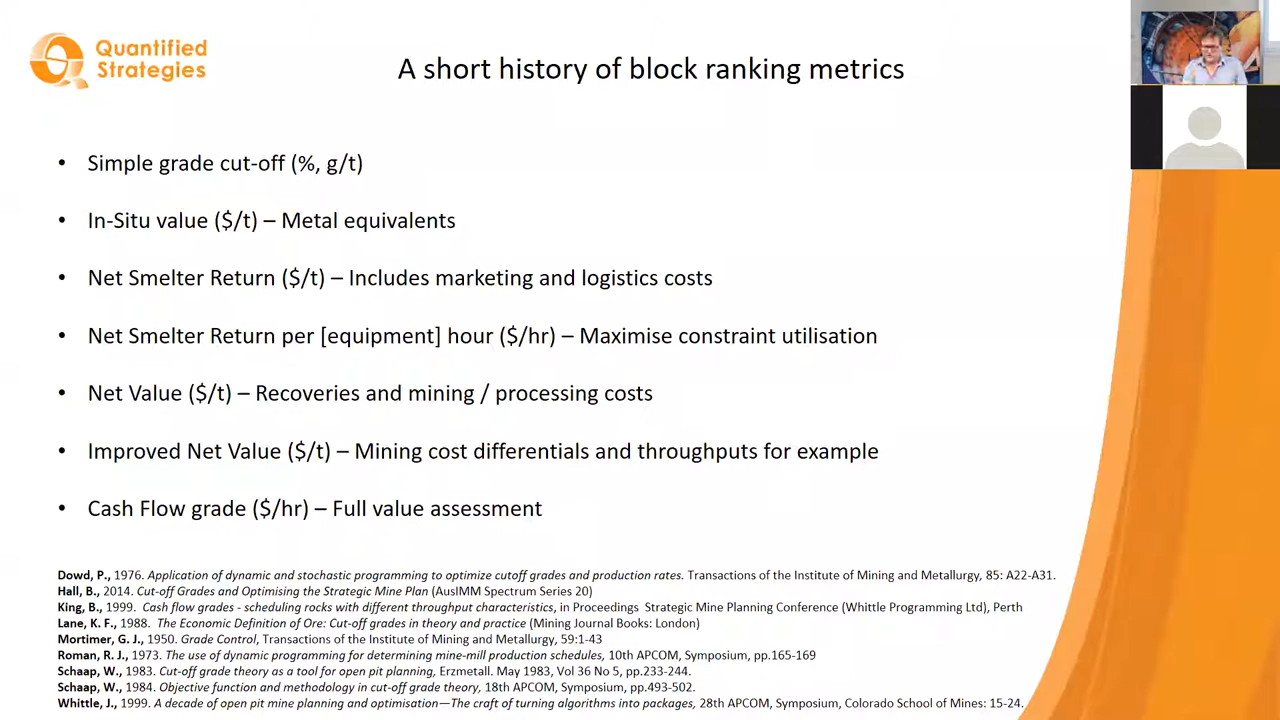 Quantified
Strategies
A short history of block ranking metrics
• Simple grade cut-off (%, g/t)
• In-Situ value ($/t) – Metal equivalents
• Net Smelter Return ($/t) – Includes marketing and logistics costs
• Net Smelter Return per [equipment] hour ($/hr) – Maximise constraint utilisation
• Net Value ($/t) – Recoveries and mining / processing costs
• Improved Net Value ($/t) – Mining cost differentials and throughputs for example
• Cash Flow grade ($/hr) – Full value assessment
Dowd, P., 1976. Application of dynamic and stochastic programming to optimize cutoff grades and production rates. Transactions of the Institute of Mining and Metallurgy, 85: A22-A31.
Hall, B., 2014. Cut-off Grades and Optimising the Strategic Mine Plan (AusIMM Spectrum Series 20)
King, B., 1999. Cash flow grades - scheduling rocks with different throughput characteristics, in Proceedings Strategic Mine Planning Conference (Whittle Programming Ltd), Perth
Lane, K. F., 1988. The Economic Definition of Ore: Cut-off grades in theory and practice (Mining Journal Books: London)
Mortimer, G. J., 1950. Grade Control, Transactions of the Institute of Mining and Metallurgy, 59:1-43
Roman, R. J., 1973. The use of dynamic programming for determining mine-mill production schedules, 10th APCOM, Symposium, pp.165-169
Schaap, W., 1983. Cut-off grade theory as a tool for open pit planning, Erzmetall. May 1983, Vol 36 No 5, pp.233-244.
Schaap, W., 1984. Objective function and methodology in cut-off grade theory, 18th APCOM, Symposium, pp.493-502.
Whittle, J., 1999. A decade of open pit mine planning and optimisation—The craft of turning algorithms into packages, 28th APCOM, Symposium, Colorado School of Mines: 15-24.